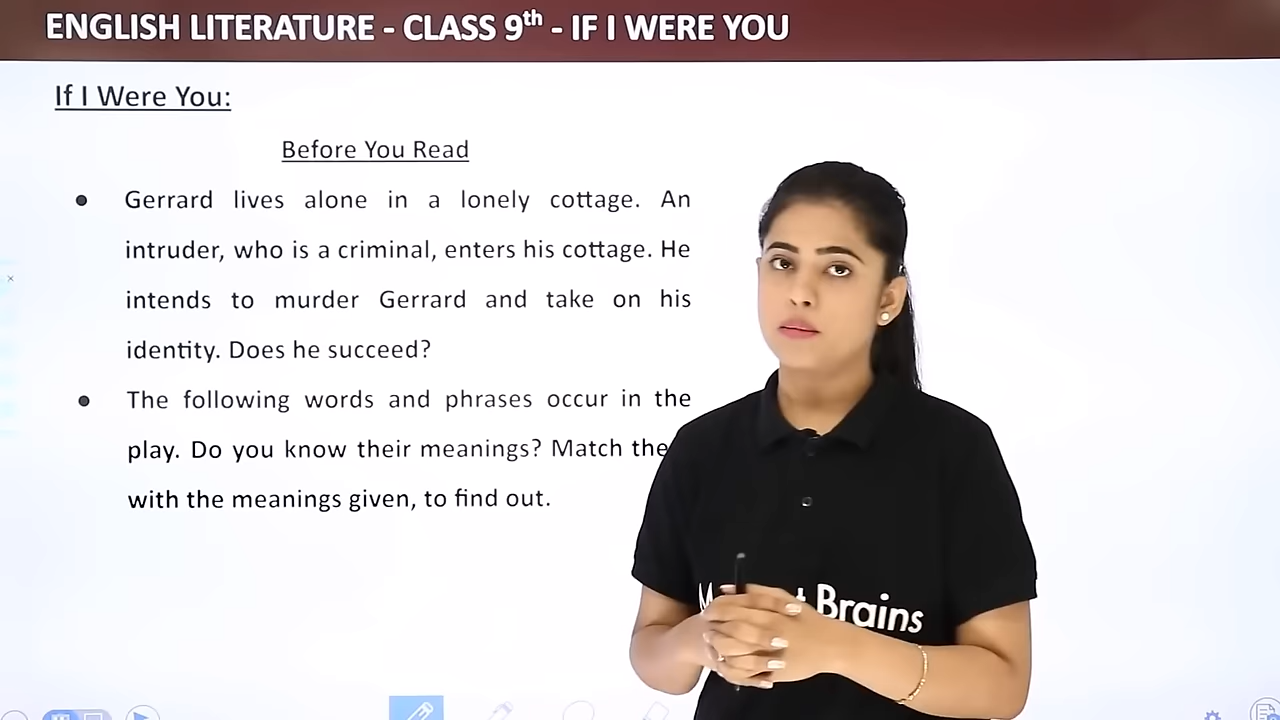 ENGLISH LITERATURE - CLASS 9th - IF I WERE YOU
If I Were You:
Before You Read
● Gerrard lives alone in a lonely cottage. An
intruder, who is a criminal, enters his cottage. He
intends to murder Gerrard and take on his
identity. Does he succeed?
● The following words and phrases occur in the
play. Do you know their meanings? Match
with the meanings given, to find out.
Brains